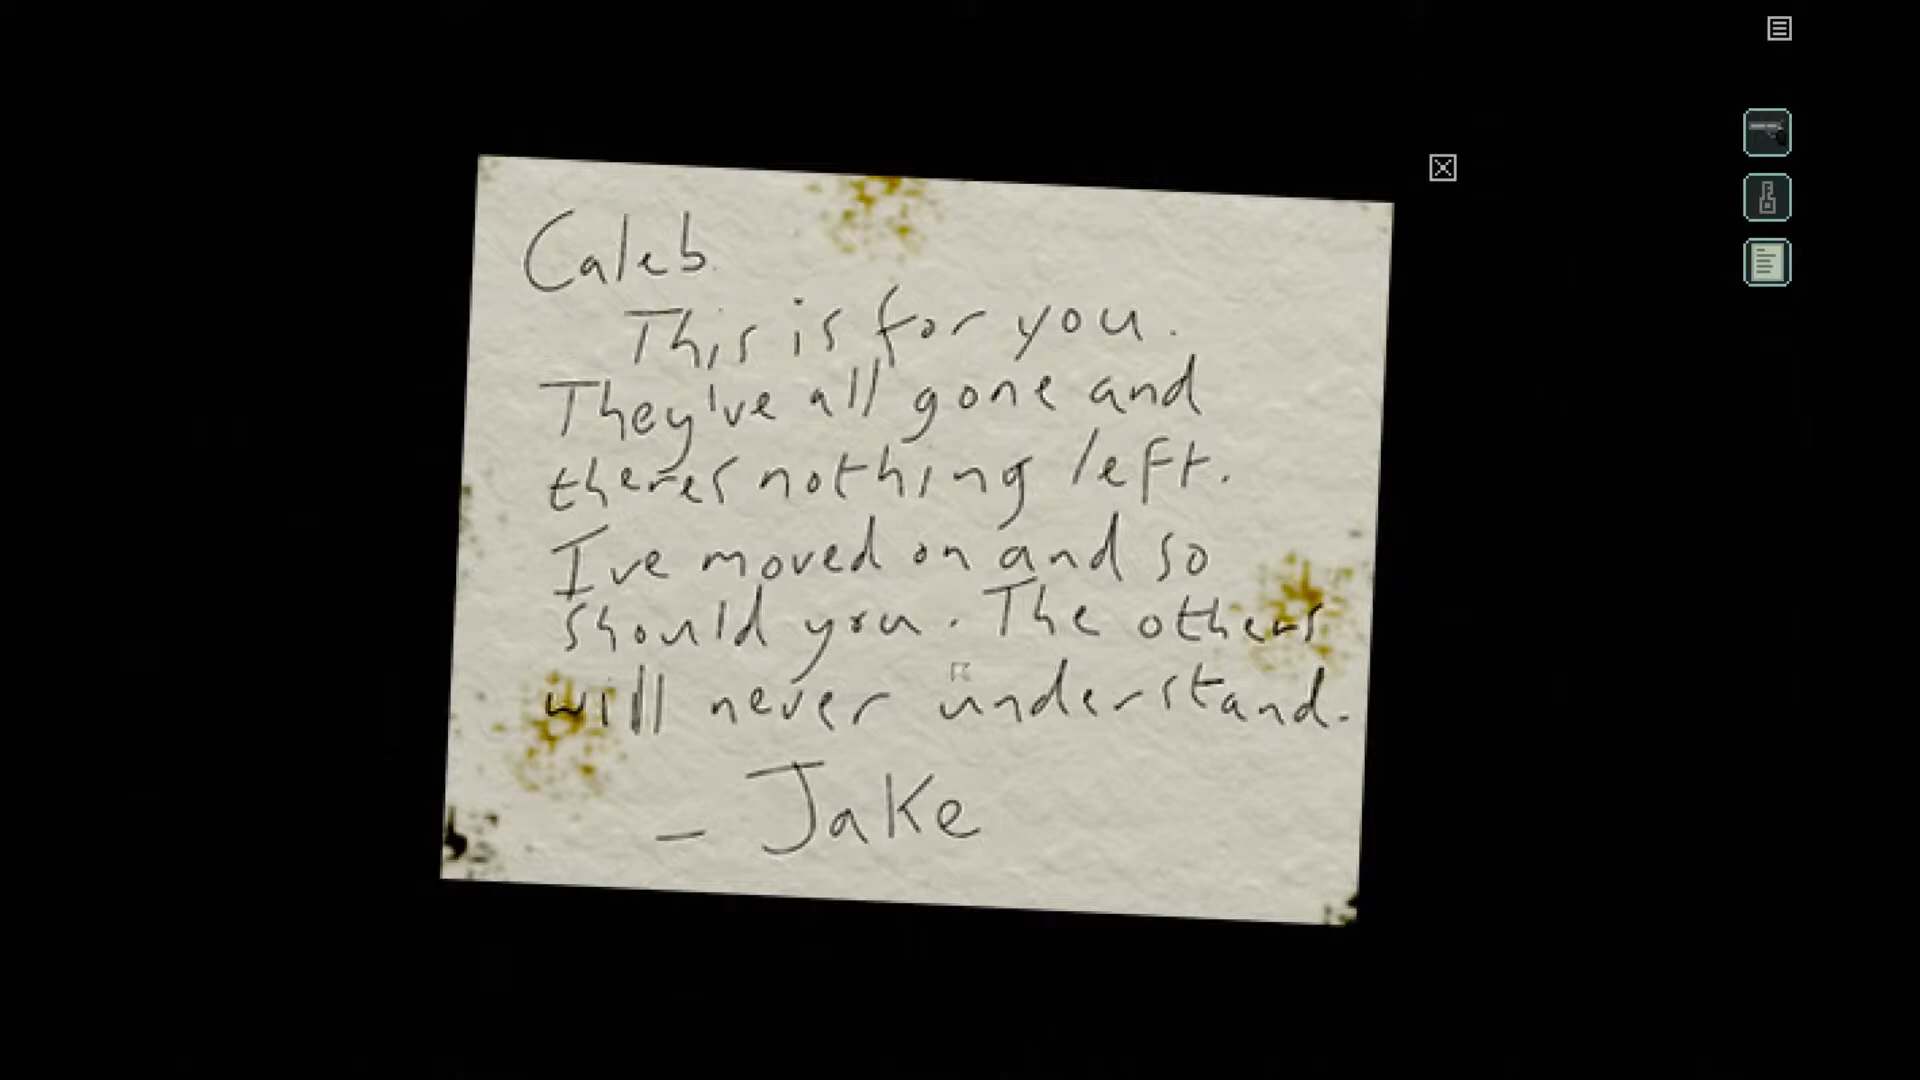 Caleb
This is for you.
They've all gone and
theres nothing left.
I've moved on and so
should you. The others
will never understand.
- Jake